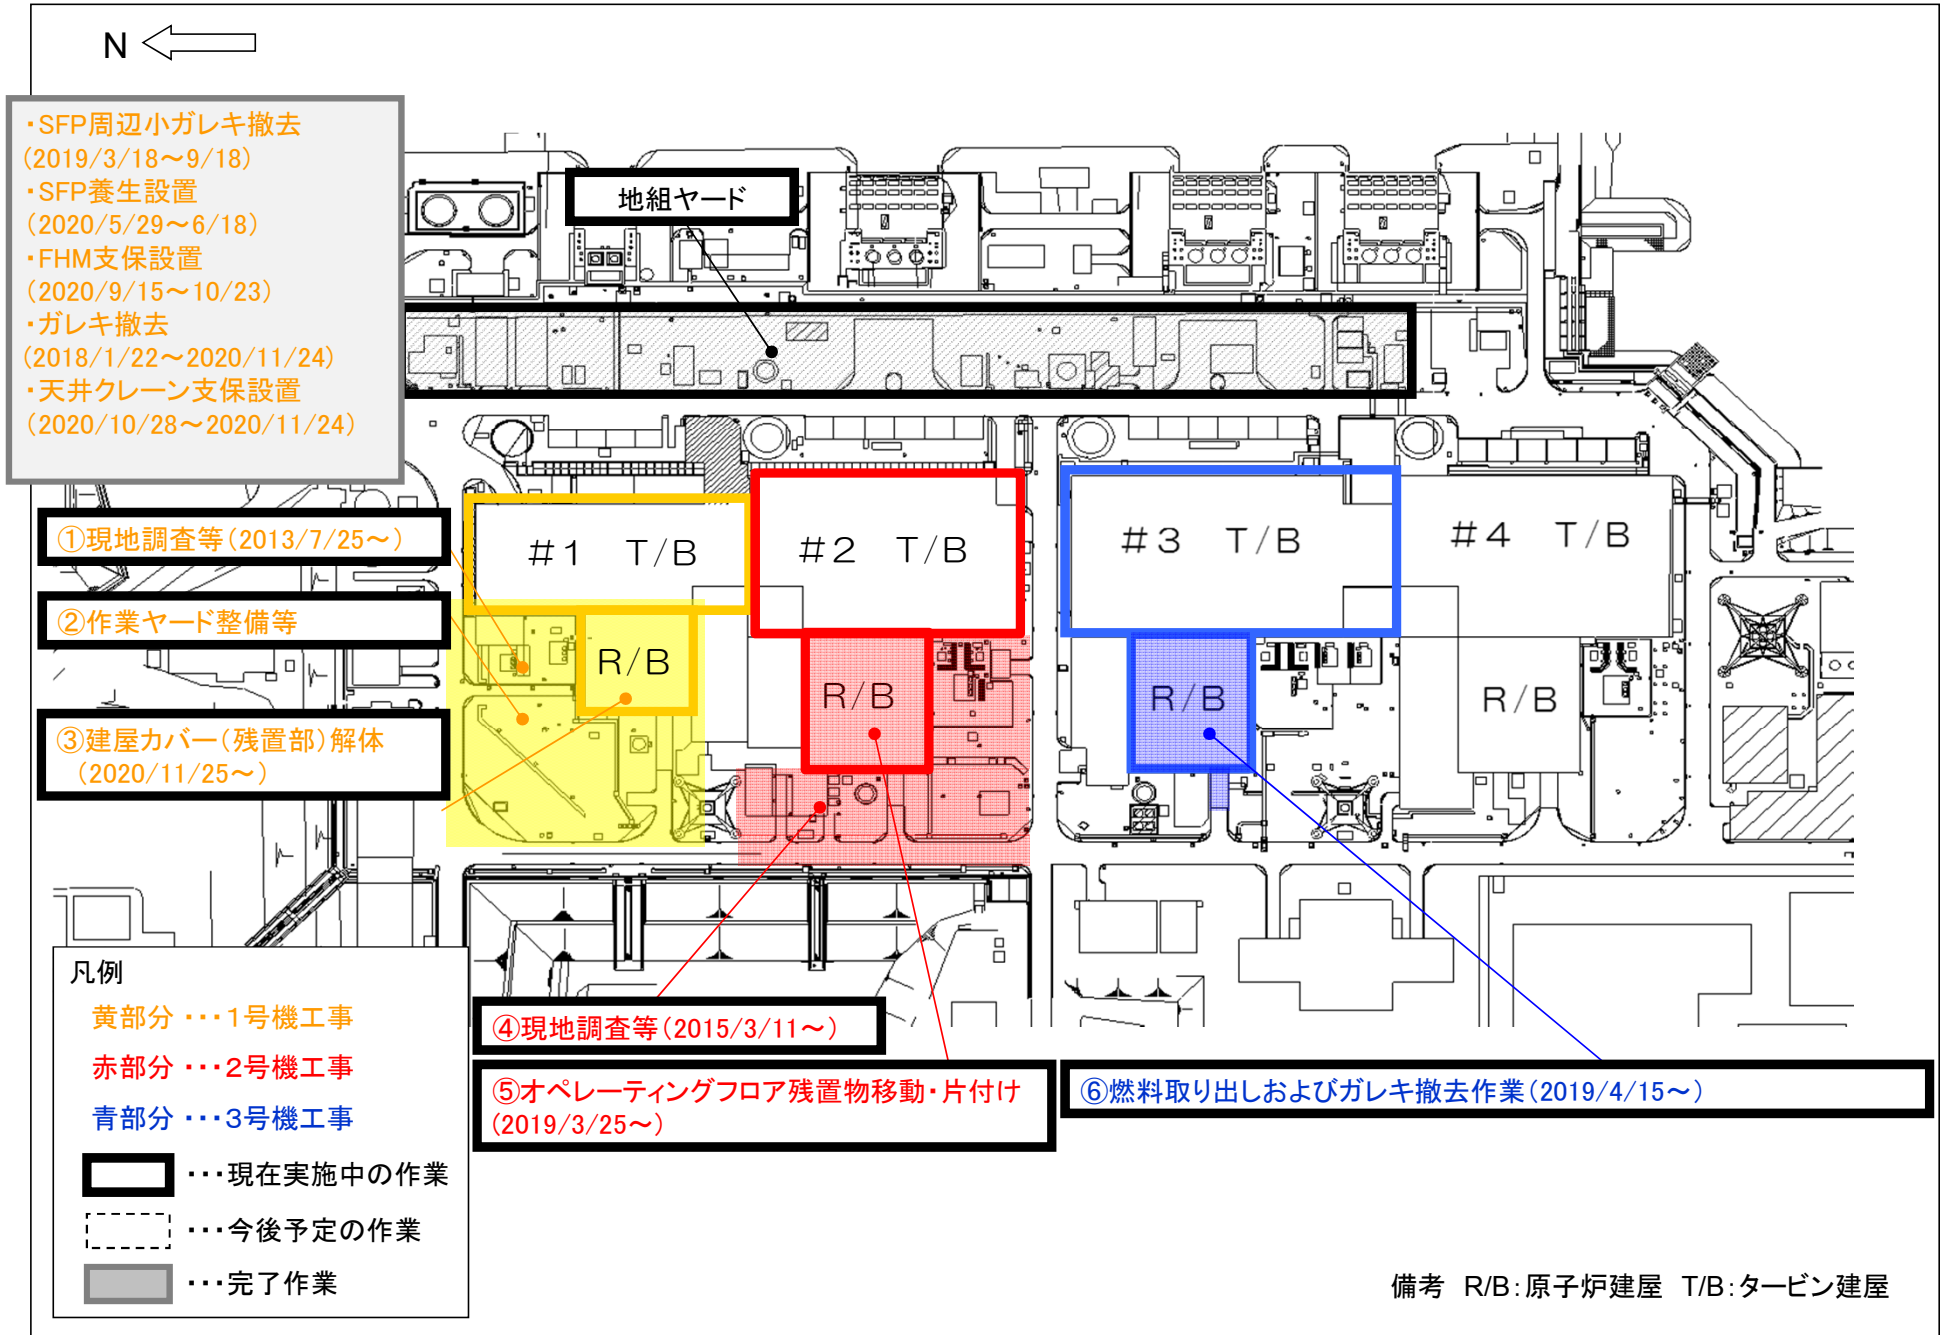 N
・SFP周辺小ガレキ撤去
(2019/3/18～9/18)
・SFP養生設置
(2020/5/29～6/18)
・FHM支保設置
(2020/9/15～10/23)
・ガレキ撤去
(2018/1/22～2020/11/24)
・天井クレーン支保設置
(2020/10/28～2020/11/24)
地組ヤード
①現地調査等(2013/7/25～)
②作業ヤード整備等
③建屋カバー(残置部)解体
(2020/11/25～)
#1 T/B
#2 T/B
#3 T/B
#4 T/B
R/B
R/B
R/B
R/B
④現地調査等(2015/3/11～)
⑤オペレーティングフロア残置物移動・片付け
(2019/3/25～)
⑥燃料取り出しおよびガレキ撤去作業(2019/4/15～)
凡例
黄部分 ・・・1号機工事
赤部分 ・・・2号機工事
青部分 ・・・3号機工事
・・・現在実施中の作業
・・・今後予定の作業
・・・完了作業
備考 R/B：原子炉建屋 T/B：タービン建屋